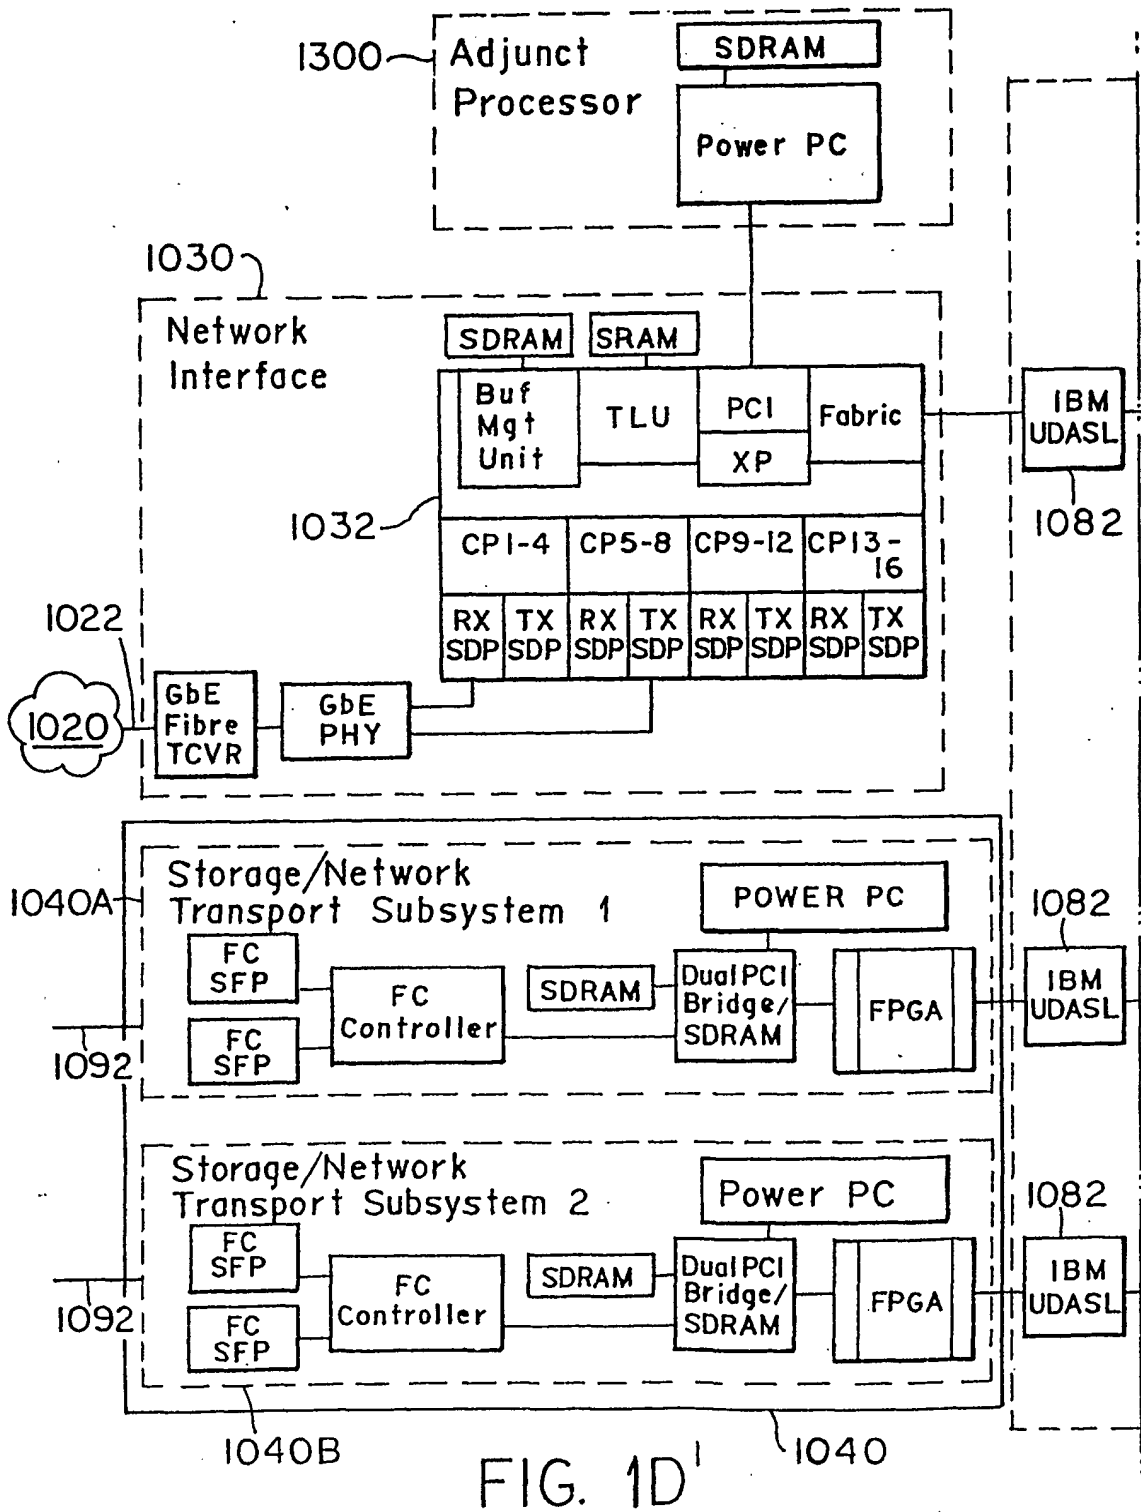 1300
Adjunct
Processor
SDRAM
Power PC
1030
Network
Interface
SDRAM
SRAM
Buf
Mgt
Unit
TLU
PCI
XP
Fabric
IBM
UDASL
1082
1032
CP1-4
CP5-8
CP9-12
CP13-
16
RX
SDP
TX
SDP
RX
SDP
TX
SDP
RX
SDP
TX
SDP
RX
SDP
TX
SDP
1022
1020
GbE
Fibre
TCVR
GbE
PHY
Storage/Network
Transport Subsystem 1
1040A
POWER PC
1082
FC
SFP
FC
SFP
FC
Controller
SDRAM
Dual PCI
Bridge/
SDRAM
FPGA
IBM
UDASL
1092
Storage/Network
Transport Subsystem 2
Power PC
1082
FC
SFP
FC
SFP
FC
Controller
SDRAM
Dual PCI
Bridge/
SDRAM
FPGA
IBM
UDASL
1092
1040B
1040
FIG. 1D'